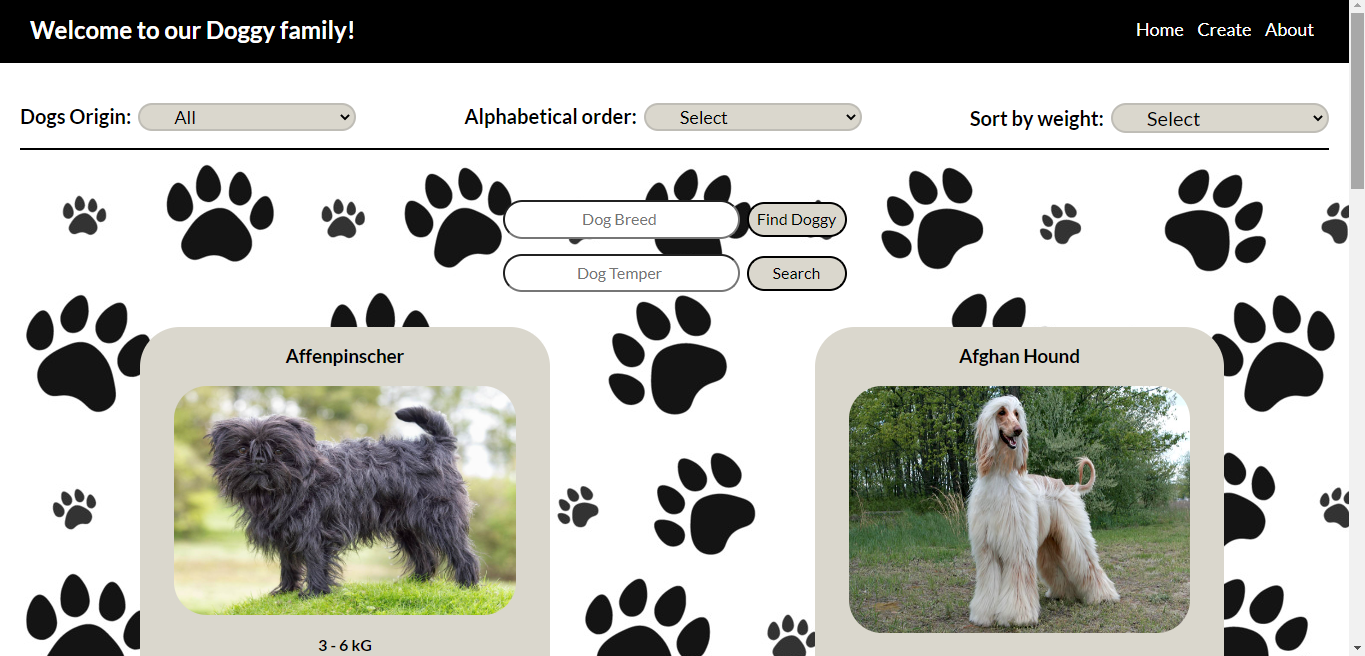 Welcome to our Doggy family!
Home Create About
Dogs Origin: All Alphabetical order: Select Sort by weight: Select
Dog Breed Find Doggy
Dog Temper Search
Affenpinscher Afghan Hound
3 - 6 kG